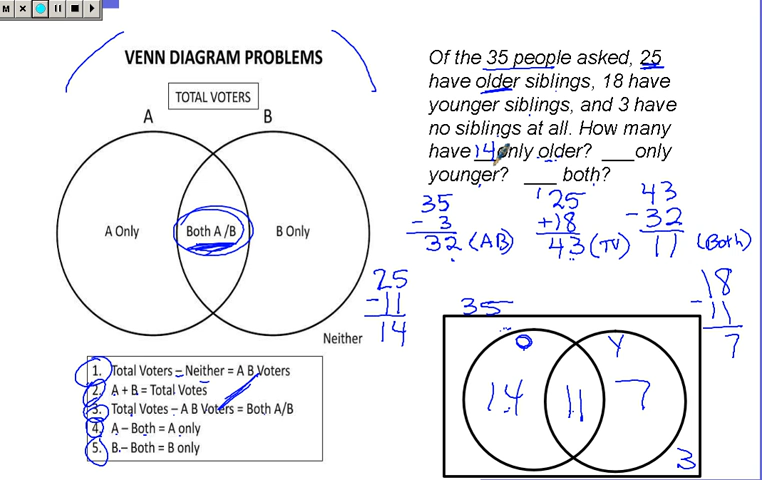 M
VENN DIAGRAM PROBLEMS
TOTAL VOTERS
A
B
A Only
Both A /B
B Only
Neither
1. Total Voters – Neither = A B Voters
2. A + B = Total Votes
3. Total Votes – A B Voters = Both A/B
4. A – Both = A only
5. B – Both = B only
Of the 35 people asked, 25
have older siblings, 18 have
younger siblings, and 3 have
no siblings at all. How many
have 14 only older? ___only
younger? ___ both?
35
- 3
32 (AB)
1
25
+18
43 (TV)
43
-32
11 (Both)
25
-11
14
18
-11
7
35
O
Y
14
11
7
3